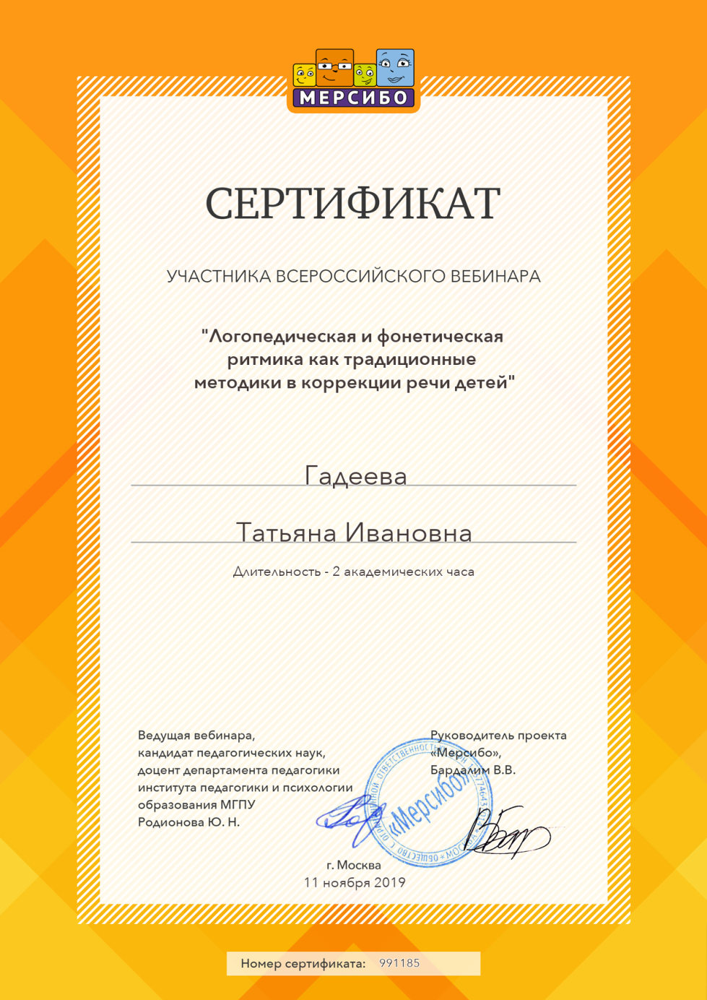 МЕРСИБО
СЕРТИФИКАТ
УЧАСТНИКА ВСЕРОССИЙСКОГО ВЕБИНАРА
"Логопедическая и фонетическая
ритмика как традиционные
методики в коррекции речи детей"
Гадеева
Татьяна Ивановна
Длительность - 2 академических часа
Ведущая вебинара,
кандидат педагогических наук,
доцент департамента педагогики
института педагогики и психологии
образования МГПУ
Родионова Ю. Н.
Руководитель проекта
«Мерсибо»,
Бардалим В.В.
«Мерсибо»
г. Москва
11 ноября 2019
Номер сертификата: 991185